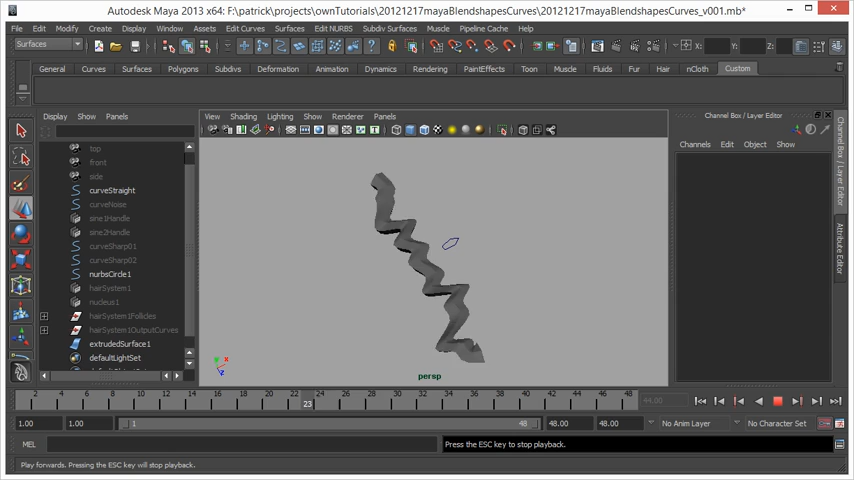 Autodesk Maya 2013 x64: F:\patrick\projects\ownTutorials\20121217mayaBlendshapesCurves\20121217mayaBlendshapesCurves_v001.mb*
File Edit Modify Create Display Window Assets Edit Curves Surfaces Edit NURBS Subdiv Surfaces Muscle Pipeline Cache Help
Surfaces X: Y: Z:
General Curves Surfaces Polygons Subdivs Deformation Animation Dynamics Rendering PaintEffects Toon Muscle Fluids Fur Hair nCloth Custom
Display Show Panels
View Shading Lighting Show Renderer Panels
Channel Box / Layer Editor
Channels Edit Object Show
top
front
side
curveStraight
curveNoise
sine1Handle
sine2Handle
curveSharp01
curveSharp02
nurbsCircle1
hairSystem1
nucleus1
hairSystem1Follicles
hairSystem1OutputCurves
extrudedSurface1
defaultLightSet
persp
Channel Box / Layer Editor
Attribute Editor
2 4 6 8 10 12 14 16 18 20 22 24 26 28 30 32 34 36 38 40 42 44 46 48
23
44.00
1.00 1.00 1 48 48.00 48.00 No Anim Layer No Character Set
MEL Press the ESC key to stop playback.
Play forwards. Pressing the ESC key will stop playback.